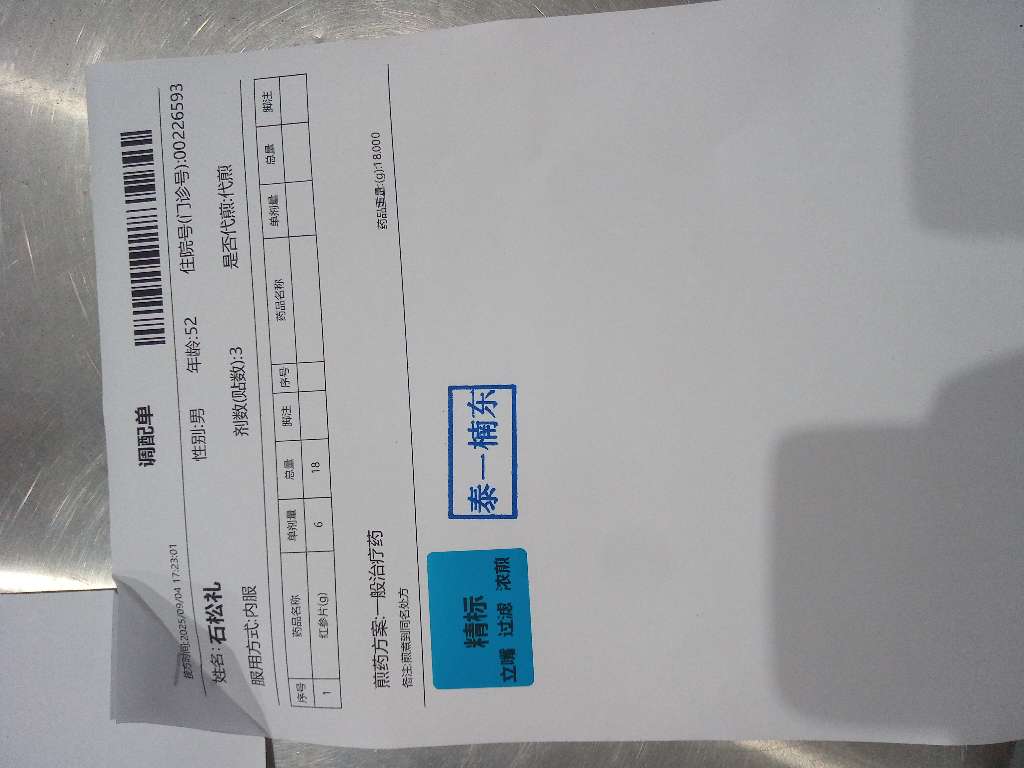 调配单
接方时间:2025/09/04 17:23:01
姓名:石松礼 性别:男 年龄:52 住院号(门诊号):00226593
服用方式:内服 剂数(贴数):3 是否代煎:代煎
序号 药品名称 单剂量 总量 脚注 序号 药品名称 单剂量 总量 脚注
1 红参片(g) 6 18
煎药方案:一般治疗药 药品重量(g):18.000
备注:煎煮到同名处方
精标
立嘴 过滤 浓煎
泰一楠东